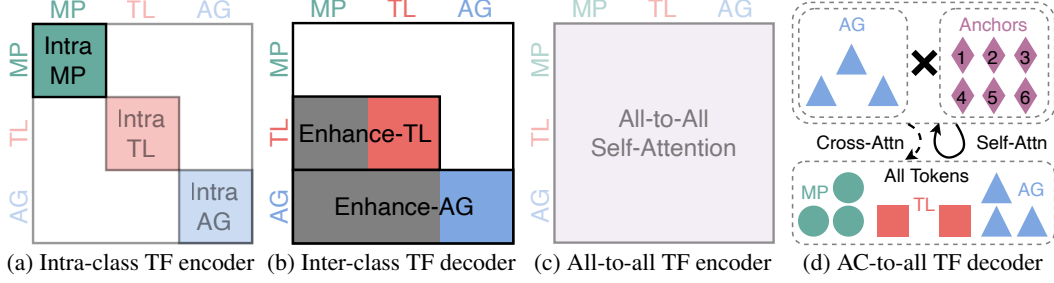 MP TL AG
MP
TL
AG
Intra
MP
Intra
TL
Intra
AG
(a) Intra-class TF encoder
MP TL AG
MP
TL
AG
Enhance-TL
Enhance-AG
(b) Inter-class TF decoder
MP TL AG
MP
TL
AG
All-to-All
Self-Attention
(c) All-to-all TF encoder
AG
Anchors
1 2 3
4 5 6
Cross-Attn
Self-Attn
All Tokens
MP
TL
AG
(d) AC-to-all TF decoder